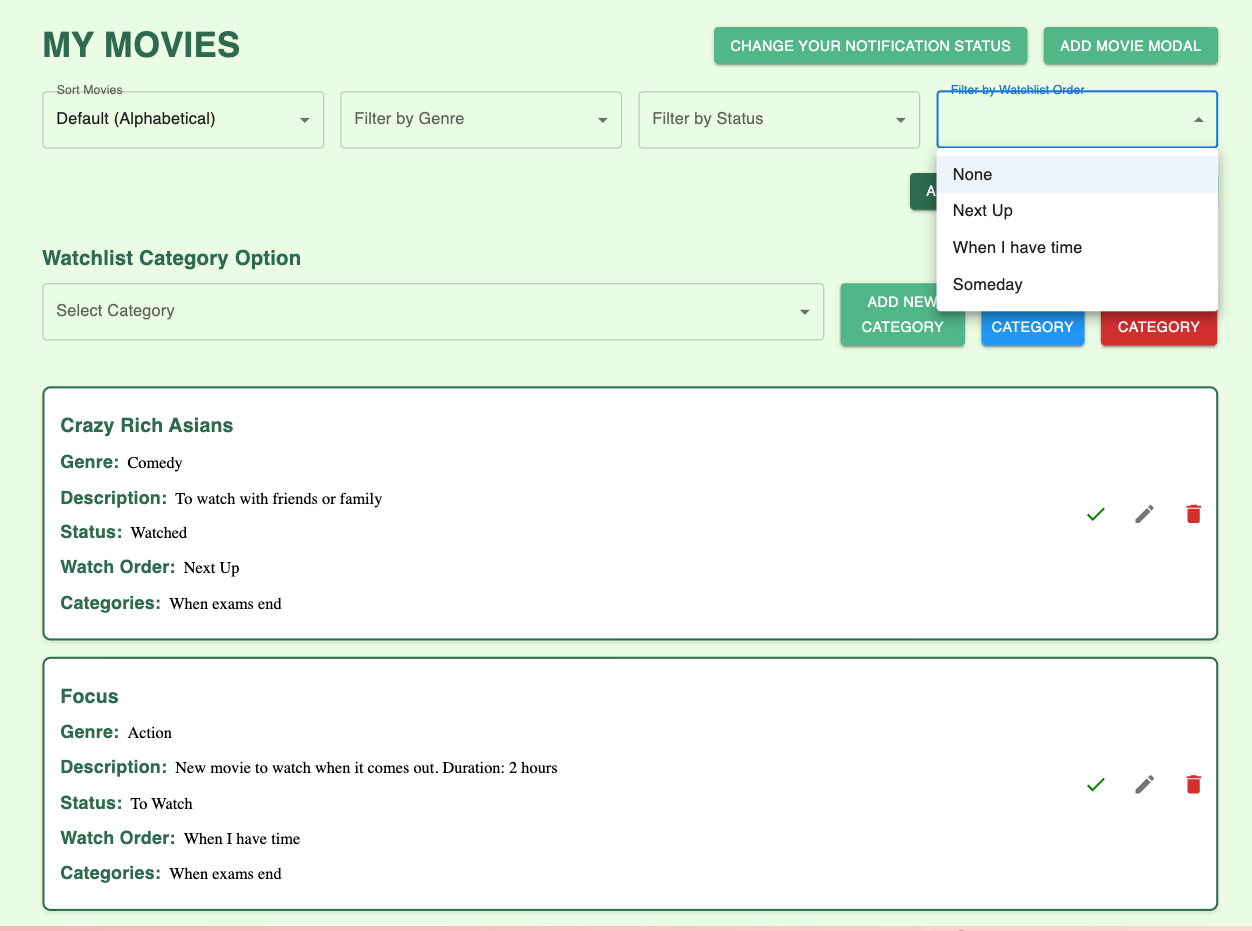 MY MOVIES
CHANGE YOUR NOTIFICATION STATUS
ADD MOVIE MODAL
Sort Movies
Default (Alphabetical)
Filter by Genre
Filter by Status
Filter by Watchlist Order
None
Next Up
When I have time
Someday
Watchlist Category Option
Select Category
ADD NEW
CATEGORY
CATEGORY
CATEGORY
Crazy Rich Asians
Genre: Comedy
Description: To watch with friends or family
Status: Watched
Watch Order: Next Up
Categories: When exams end
Focus
Genre: Action
Description: New movie to watch when it comes out. Duration: 2 hours
Status: To Watch
Watch Order: When I have time
Categories: When exams end